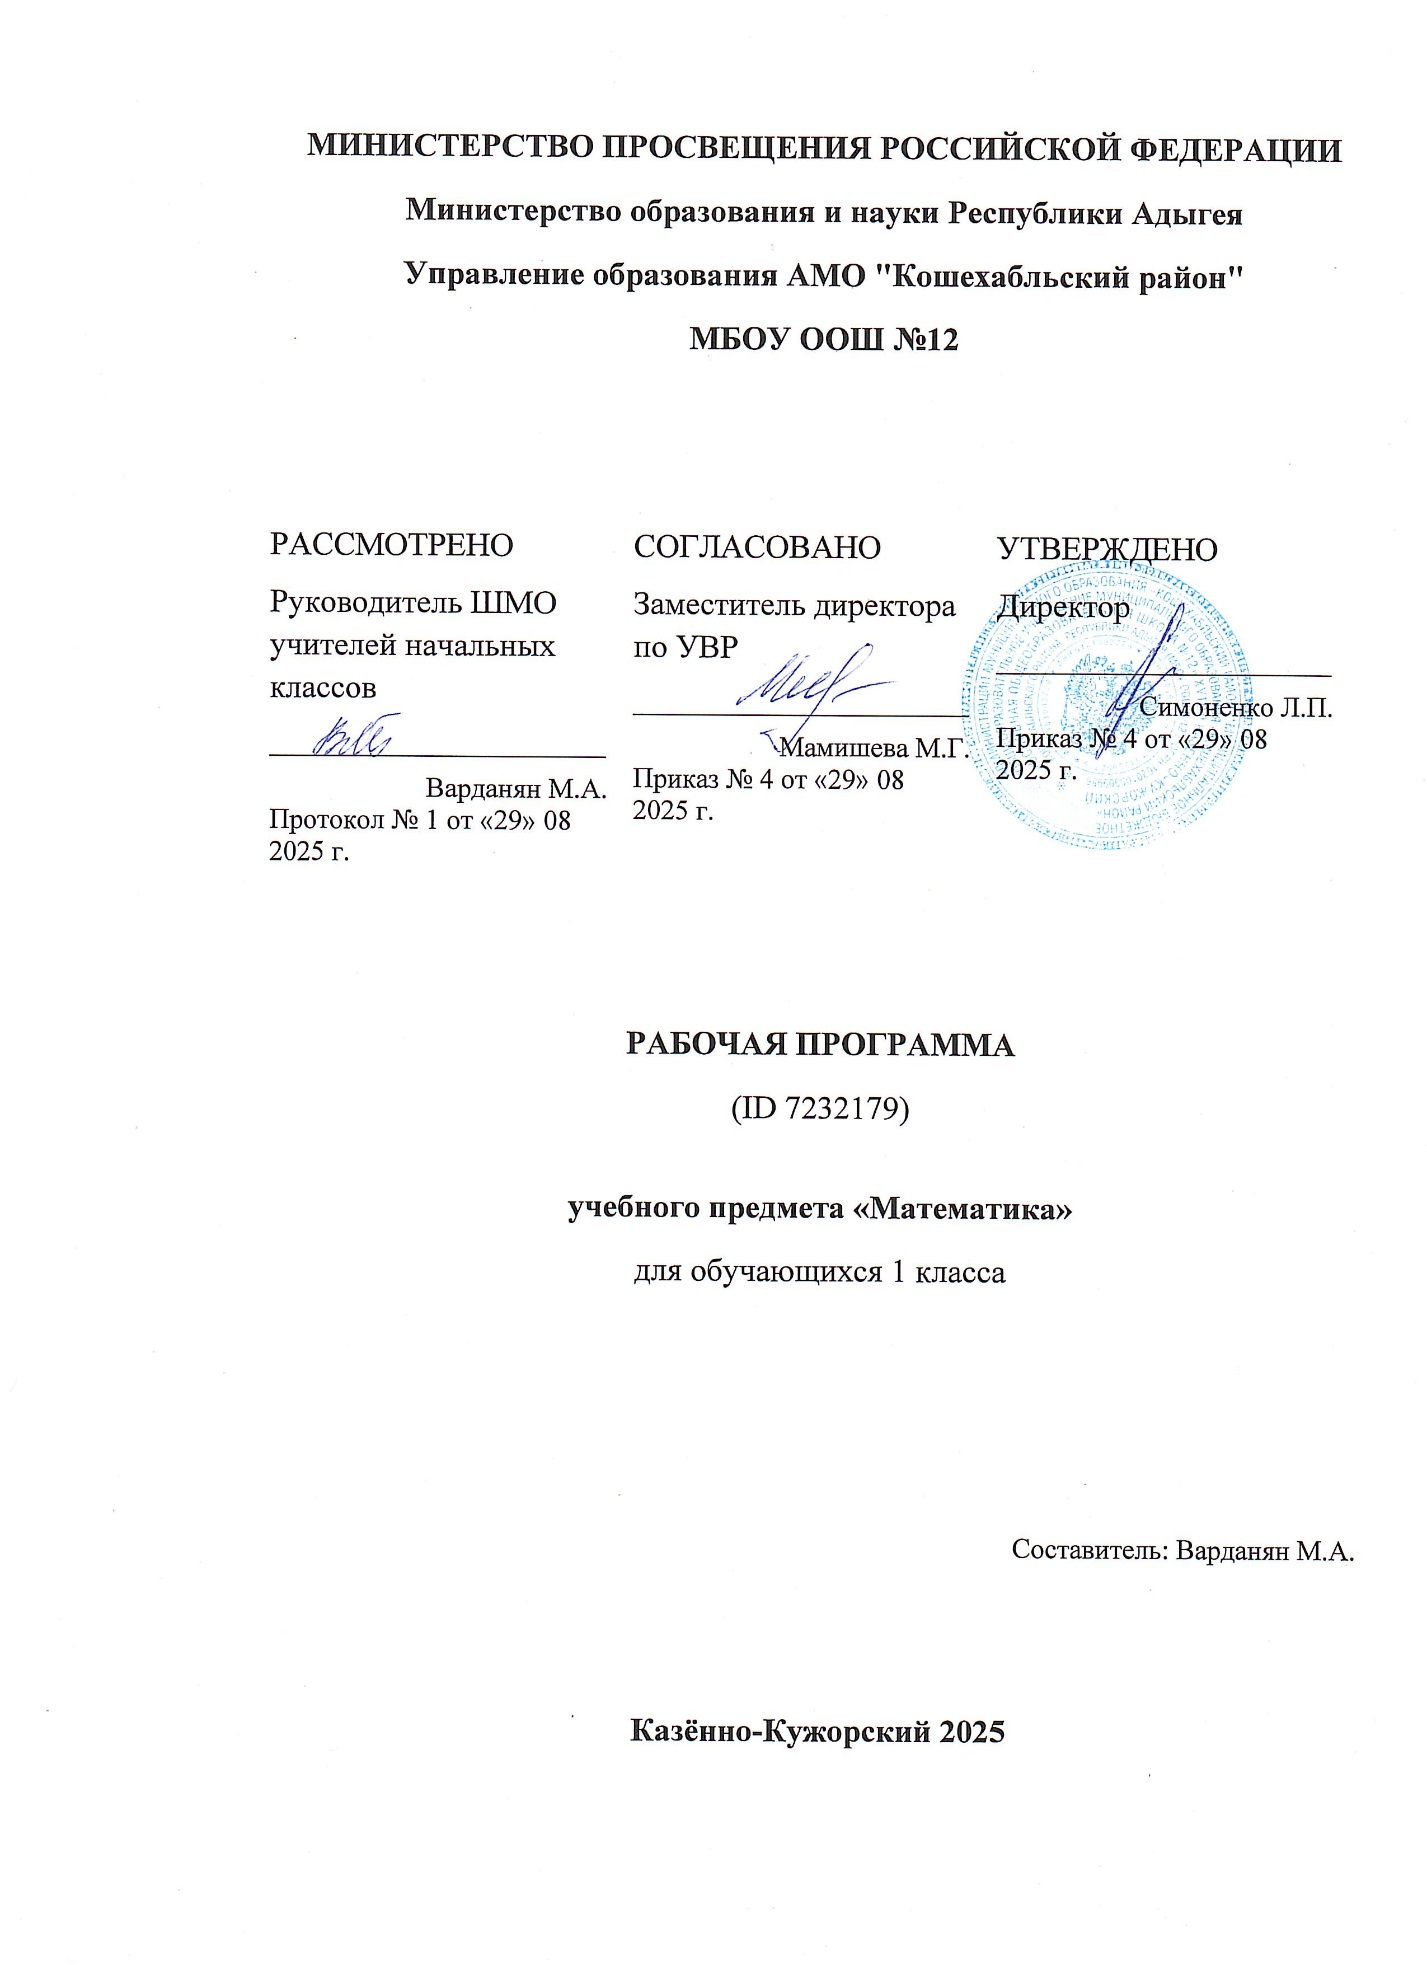 МИНИСТЕРСТВО ПРОСВЕЩЕНИЯ РОССИЙСКОЙ ФЕДЕРАЦИИ
Министерство образования и науки Республики Адыгея
Управление образования АМО "Кошехабльский район"
МБОУ ООШ №12
РАССМОТРЕНО
Руководитель ШМО
учителей начальных
классов
Варданян М.А.
Протокол № 1 от «29» 08
2025 г.
СОГЛАСОВАНО
Заместитель директора
по УВР
Мамишева М.Г.
Приказ № 4 от «29» 08
2025 г.
УТВЕРЖДЕНО
Директор
Симоненко Л.П.
Приказ № 4 от «29» 08
2025 г.
РАБОЧАЯ ПРОГРАММА
(ID 7232179)
учебного предмета «Математика»
для обучающихся 1 класса
Составитель: Варданян М.А.
Казённо-Кужорский 2025